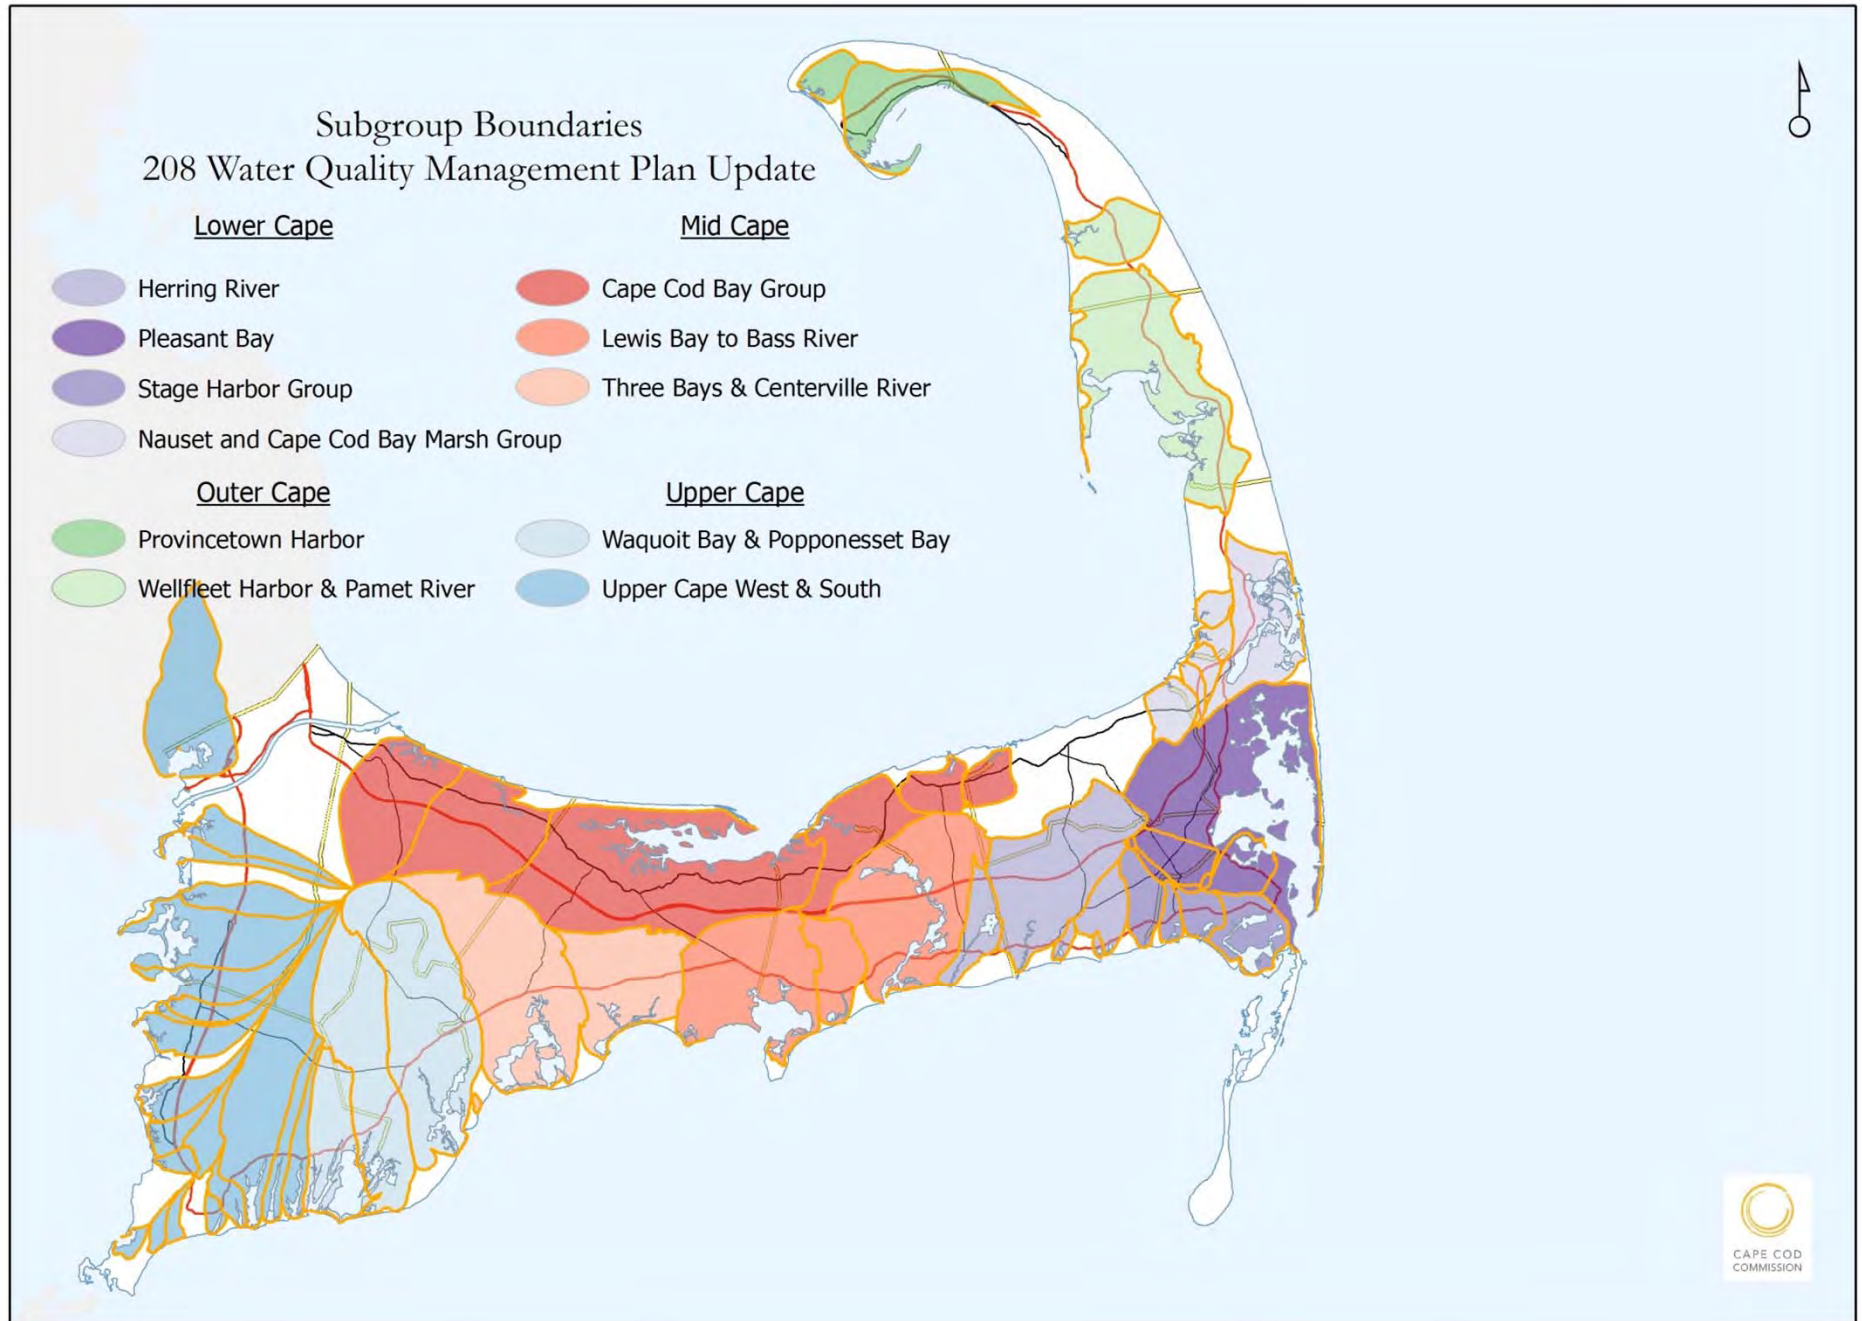 Subgroup Boundaries
208 Water Quality Management Plan Update
Lower Cape
Herring River
Pleasant Bay
Stage Harbor Group
Nauset and Cape Cod Bay Marsh Group
Mid Cape
Cape Cod Bay Group
Lewis Bay to Bass River
Three Bays & Centerville River
Outer Cape
Provincetown Harbor
Wellfleet Harbor & Pamet River
Upper Cape
Waquoit Bay & Popponesset Bay
Upper Cape West & South
CAPE COD
COMMISSION